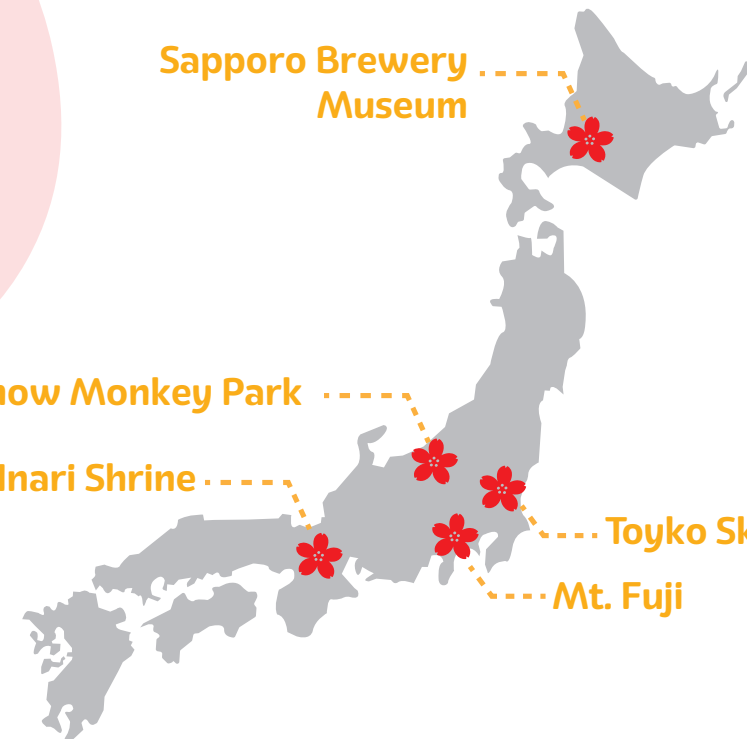 Sapporo Brewery
Museum
now Monkey Park
Inari Shrine
Toyko Sk
Mt. Fuji